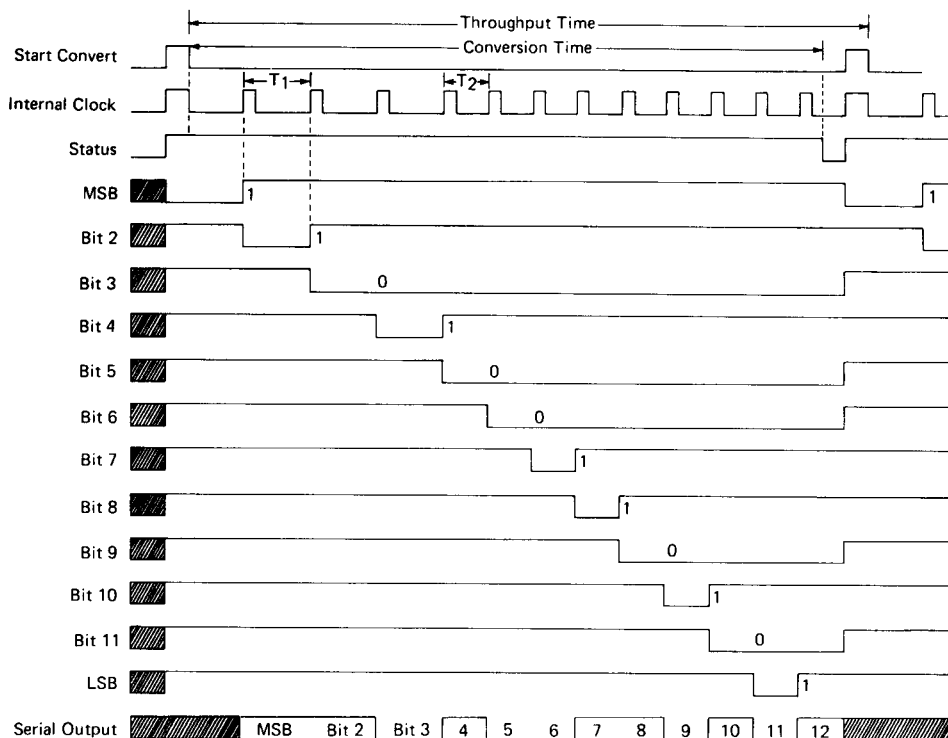 Throughput Time
Start Convert
Conversion Time
T1
T2
Internal Clock
Status
MSB
1
1
Bit 2
1
Bit 3
0
Bit 4
1
Bit 5
0
Bit 6
0
Bit 7
1
Bit 8
1
Bit 9
0
Bit 10
1
Bit 11
0
LSB
1
Serial Output MSB Bit 2 Bit 3 4 5 6 7 8 9 10 11 12